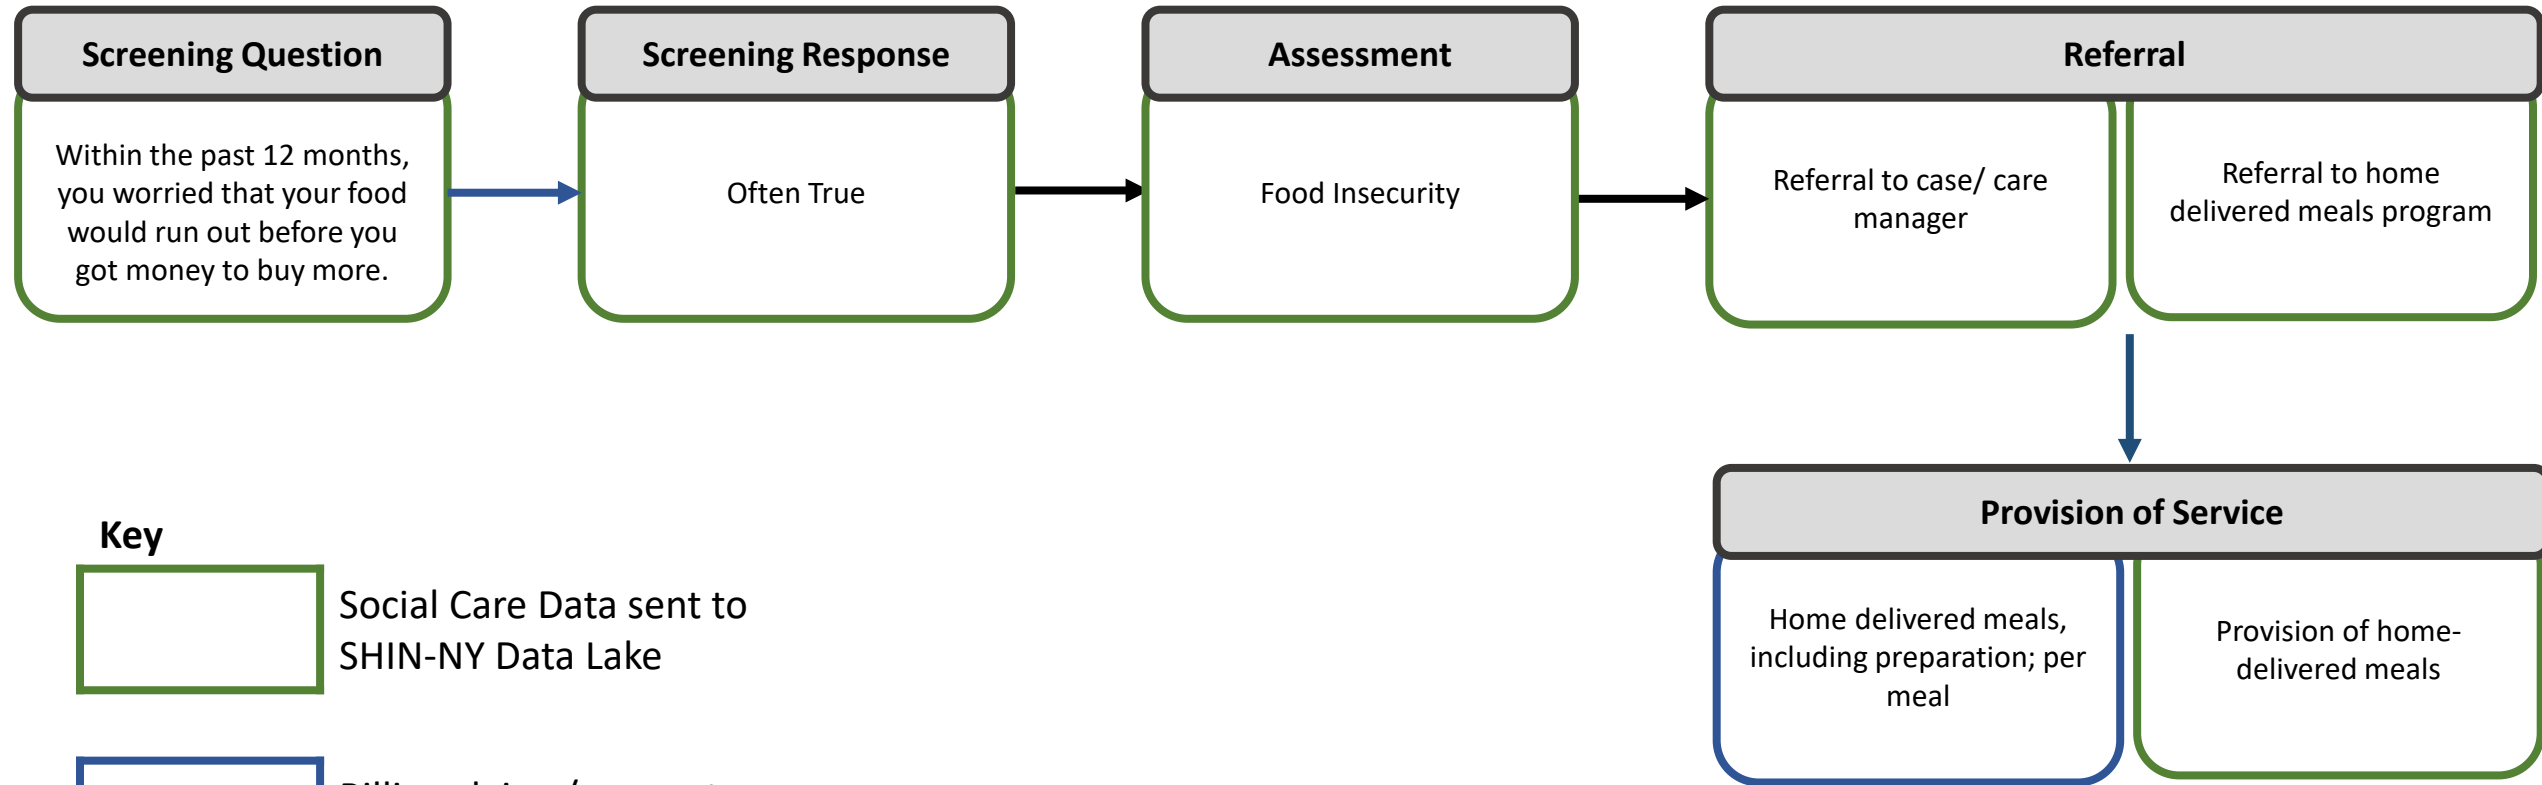 Screening Question
Within the past 12 months,
you worried that your food
would run out before you
got money to buy more.
Screening Response
Often True
Assessment
Food Insecurity
Referral
Referral to case/ care
manager
Referral to home
delivered meals program
Provision of Service
Home delivered meals,
including preparation; per
meal
Provision of home-
delivered meals
Key
Social Care Data sent to
SHIN-NY Data Lake